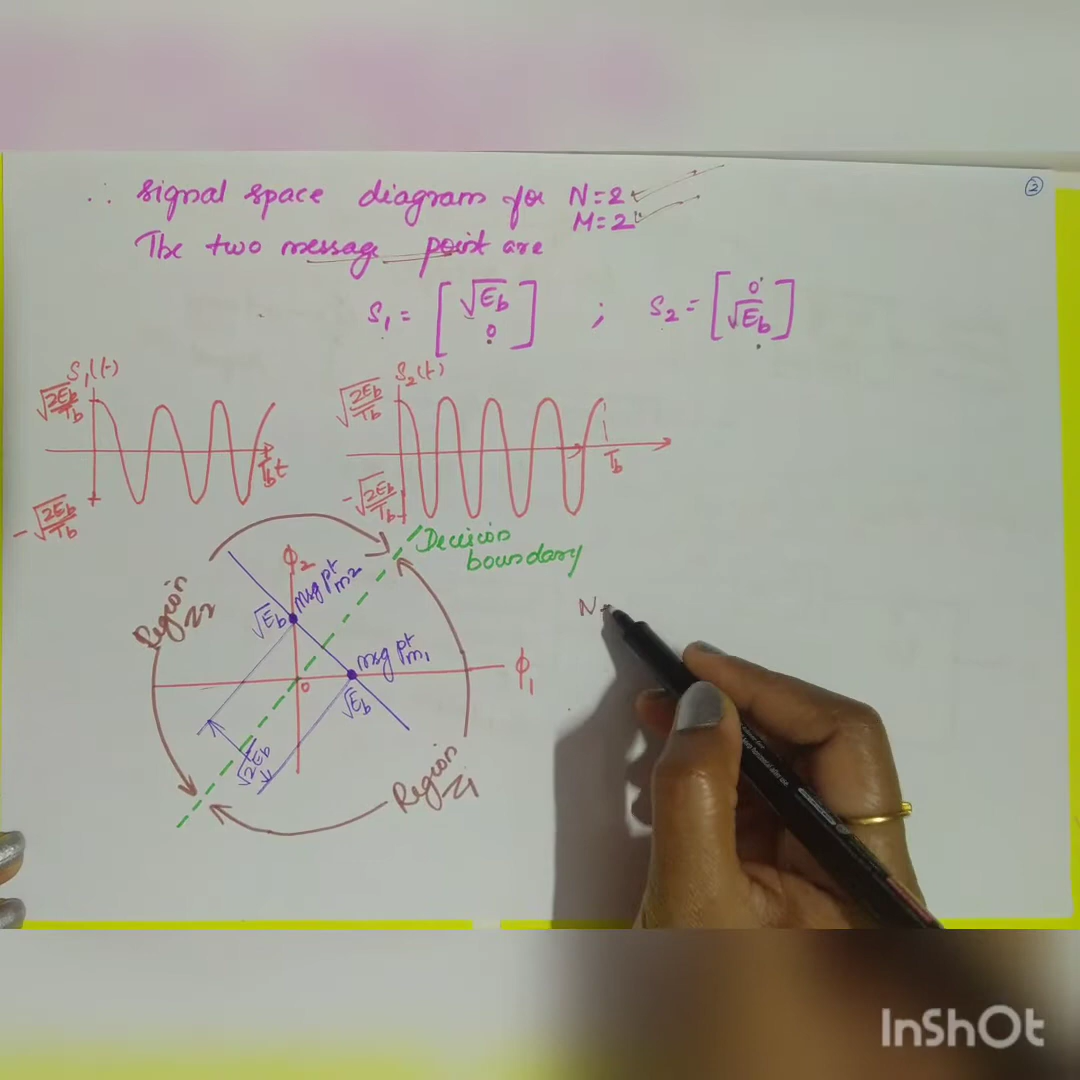 ∴ Signal space diagram for N=2
M=2
②
The two message point are
S₁ = [√Eb 0] ; S₂ = [0 √Eb]
S₁(t)
√2Eb/Tb
-√2Eb/Tb
Tb t
S₂(t)
√2Eb/Tb
-√2Eb/Tb
Tb
Decision
boundary
ϕ₂
msg pt m₂
√Eb
Region
Z₂
msg pt m₁
0
√Eb
ϕ₁
√2Eb
Region
Z₁
N=
InShOt